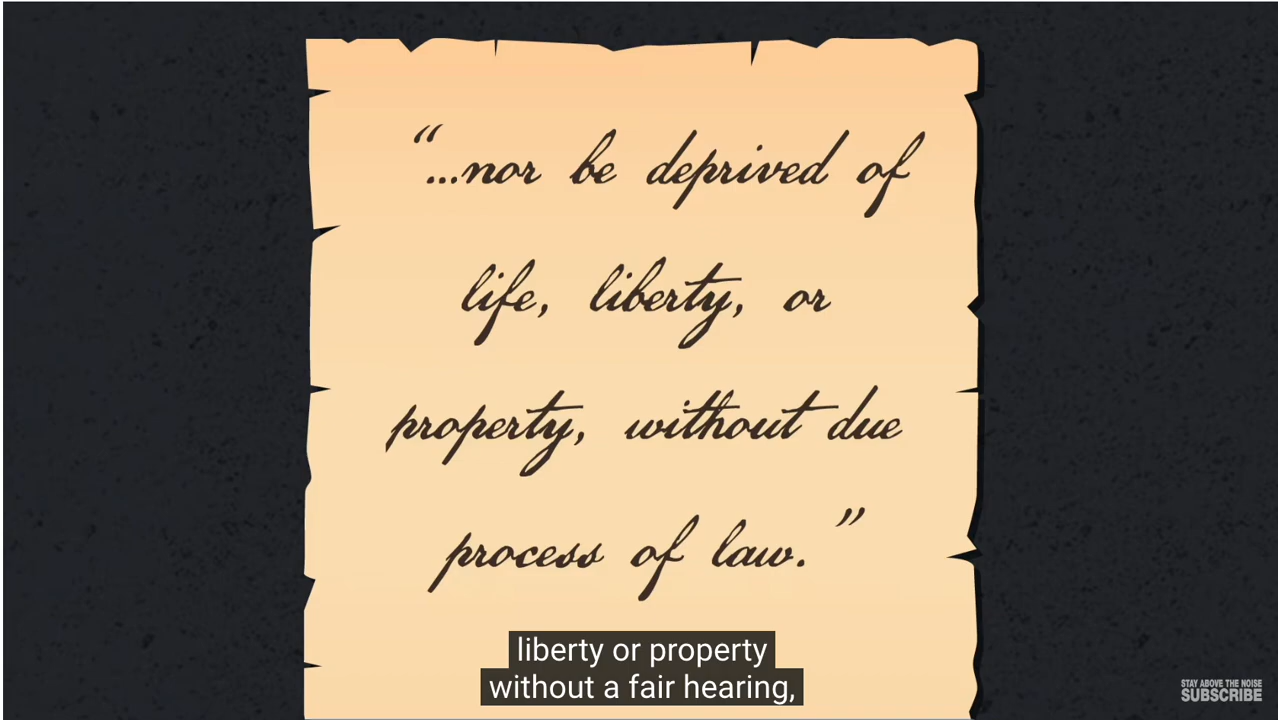 “...nor be deprived of
life, liberty, or
property, without due
process of law.”
liberty or property
without a fair hearing,
STAY ABOVE THE NOISE
SUBSCRIBE